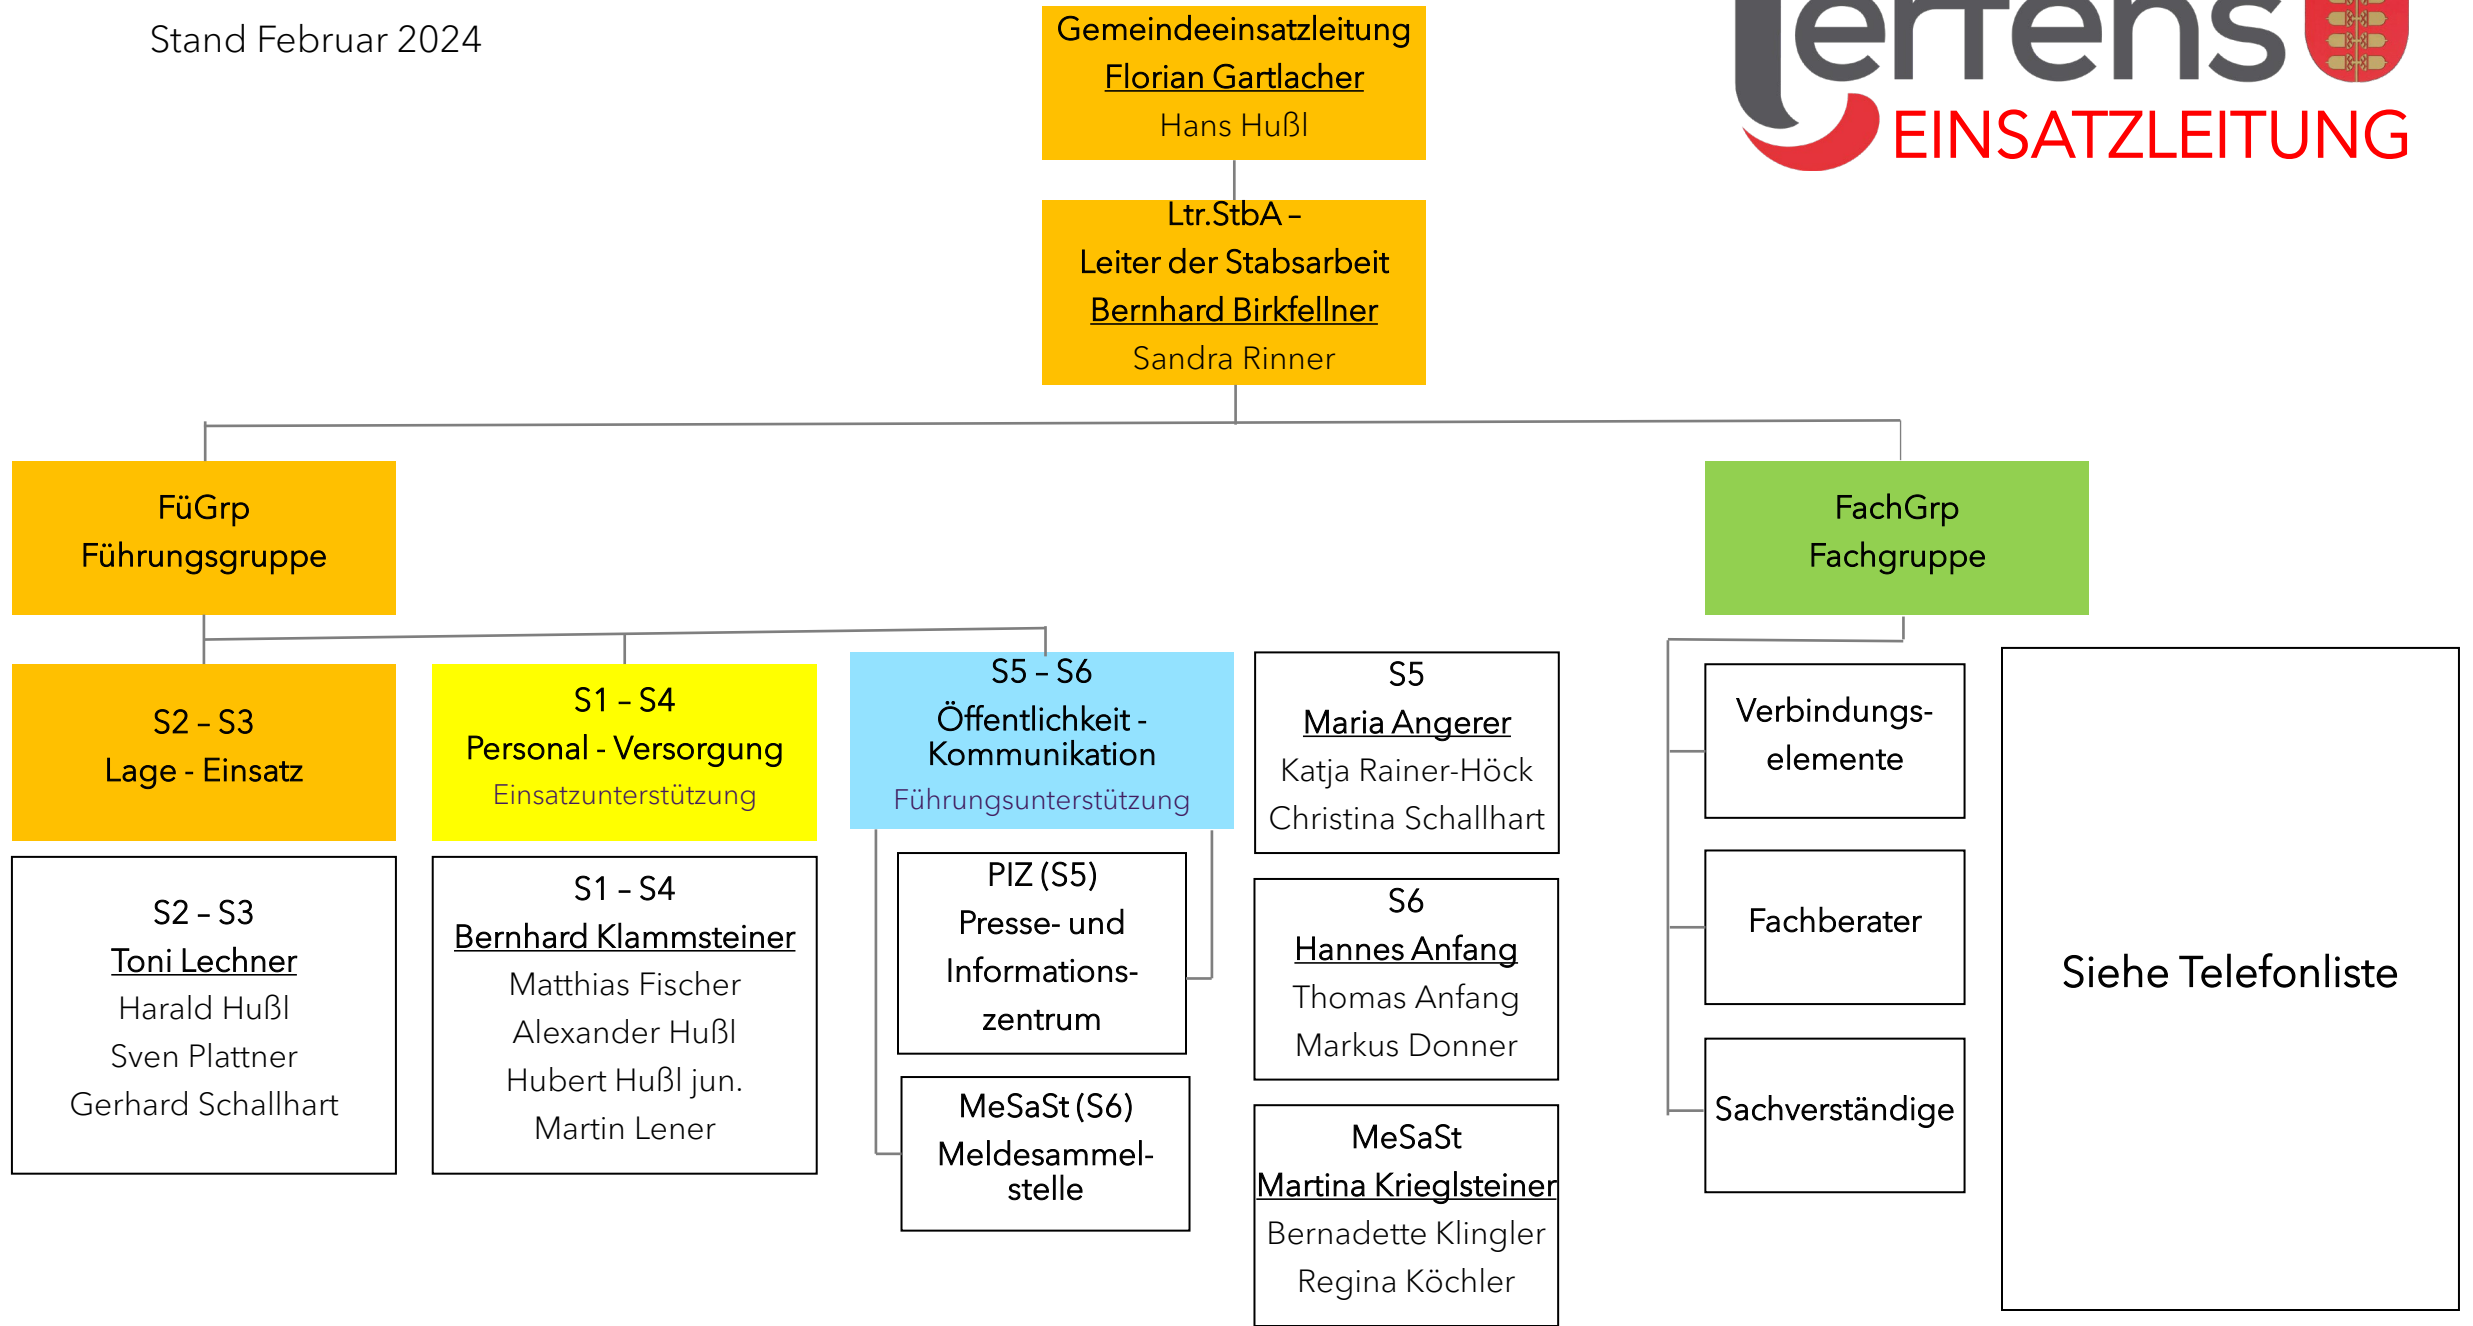 Stand Februar 2024
Gemeindeeinsatzleitung
Florian Gartlacher
Hans Hußl
Terfens
EINSATZLEITUNG
Ltr.StbA –
Leiter der Stabsarbeit
Bernhard Birkfellner
Sandra Rinner
FüGrp
Führungsgruppe
FachGrp
Fachgruppe
S2 – S3
Lage - Einsatz
S1 – S4
Personal - Versorgung
Einsatzunterstützung
S5 – S6
Öffentlichkeit -
Kommunikation
Führungsunterstützung
S2 – S3
Toni Lechner
Harald Hußl
Sven Plattner
Gerhard Schallhart
S1 – S4
Bernhard Klammsteiner
Matthias Fischer
Alexander Hußl
Hubert Hußl jun.
Martin Lener
PIZ (S5)
Presse- und
Informations-
zentrum
MeSaSt (S6)
Meldesammel-
stelle
S5
Maria Angerer
Katja Rainer-Höck
Christina Schallhart
S6
Hannes Anfang
Thomas Anfang
Markus Donner
MeSaSt
Martina Krieglsteiner
Bernadette Klingler
Regina Köchler
Verbindungs-
elemente
Fachberater
Sachverständige
Siehe Telefonliste